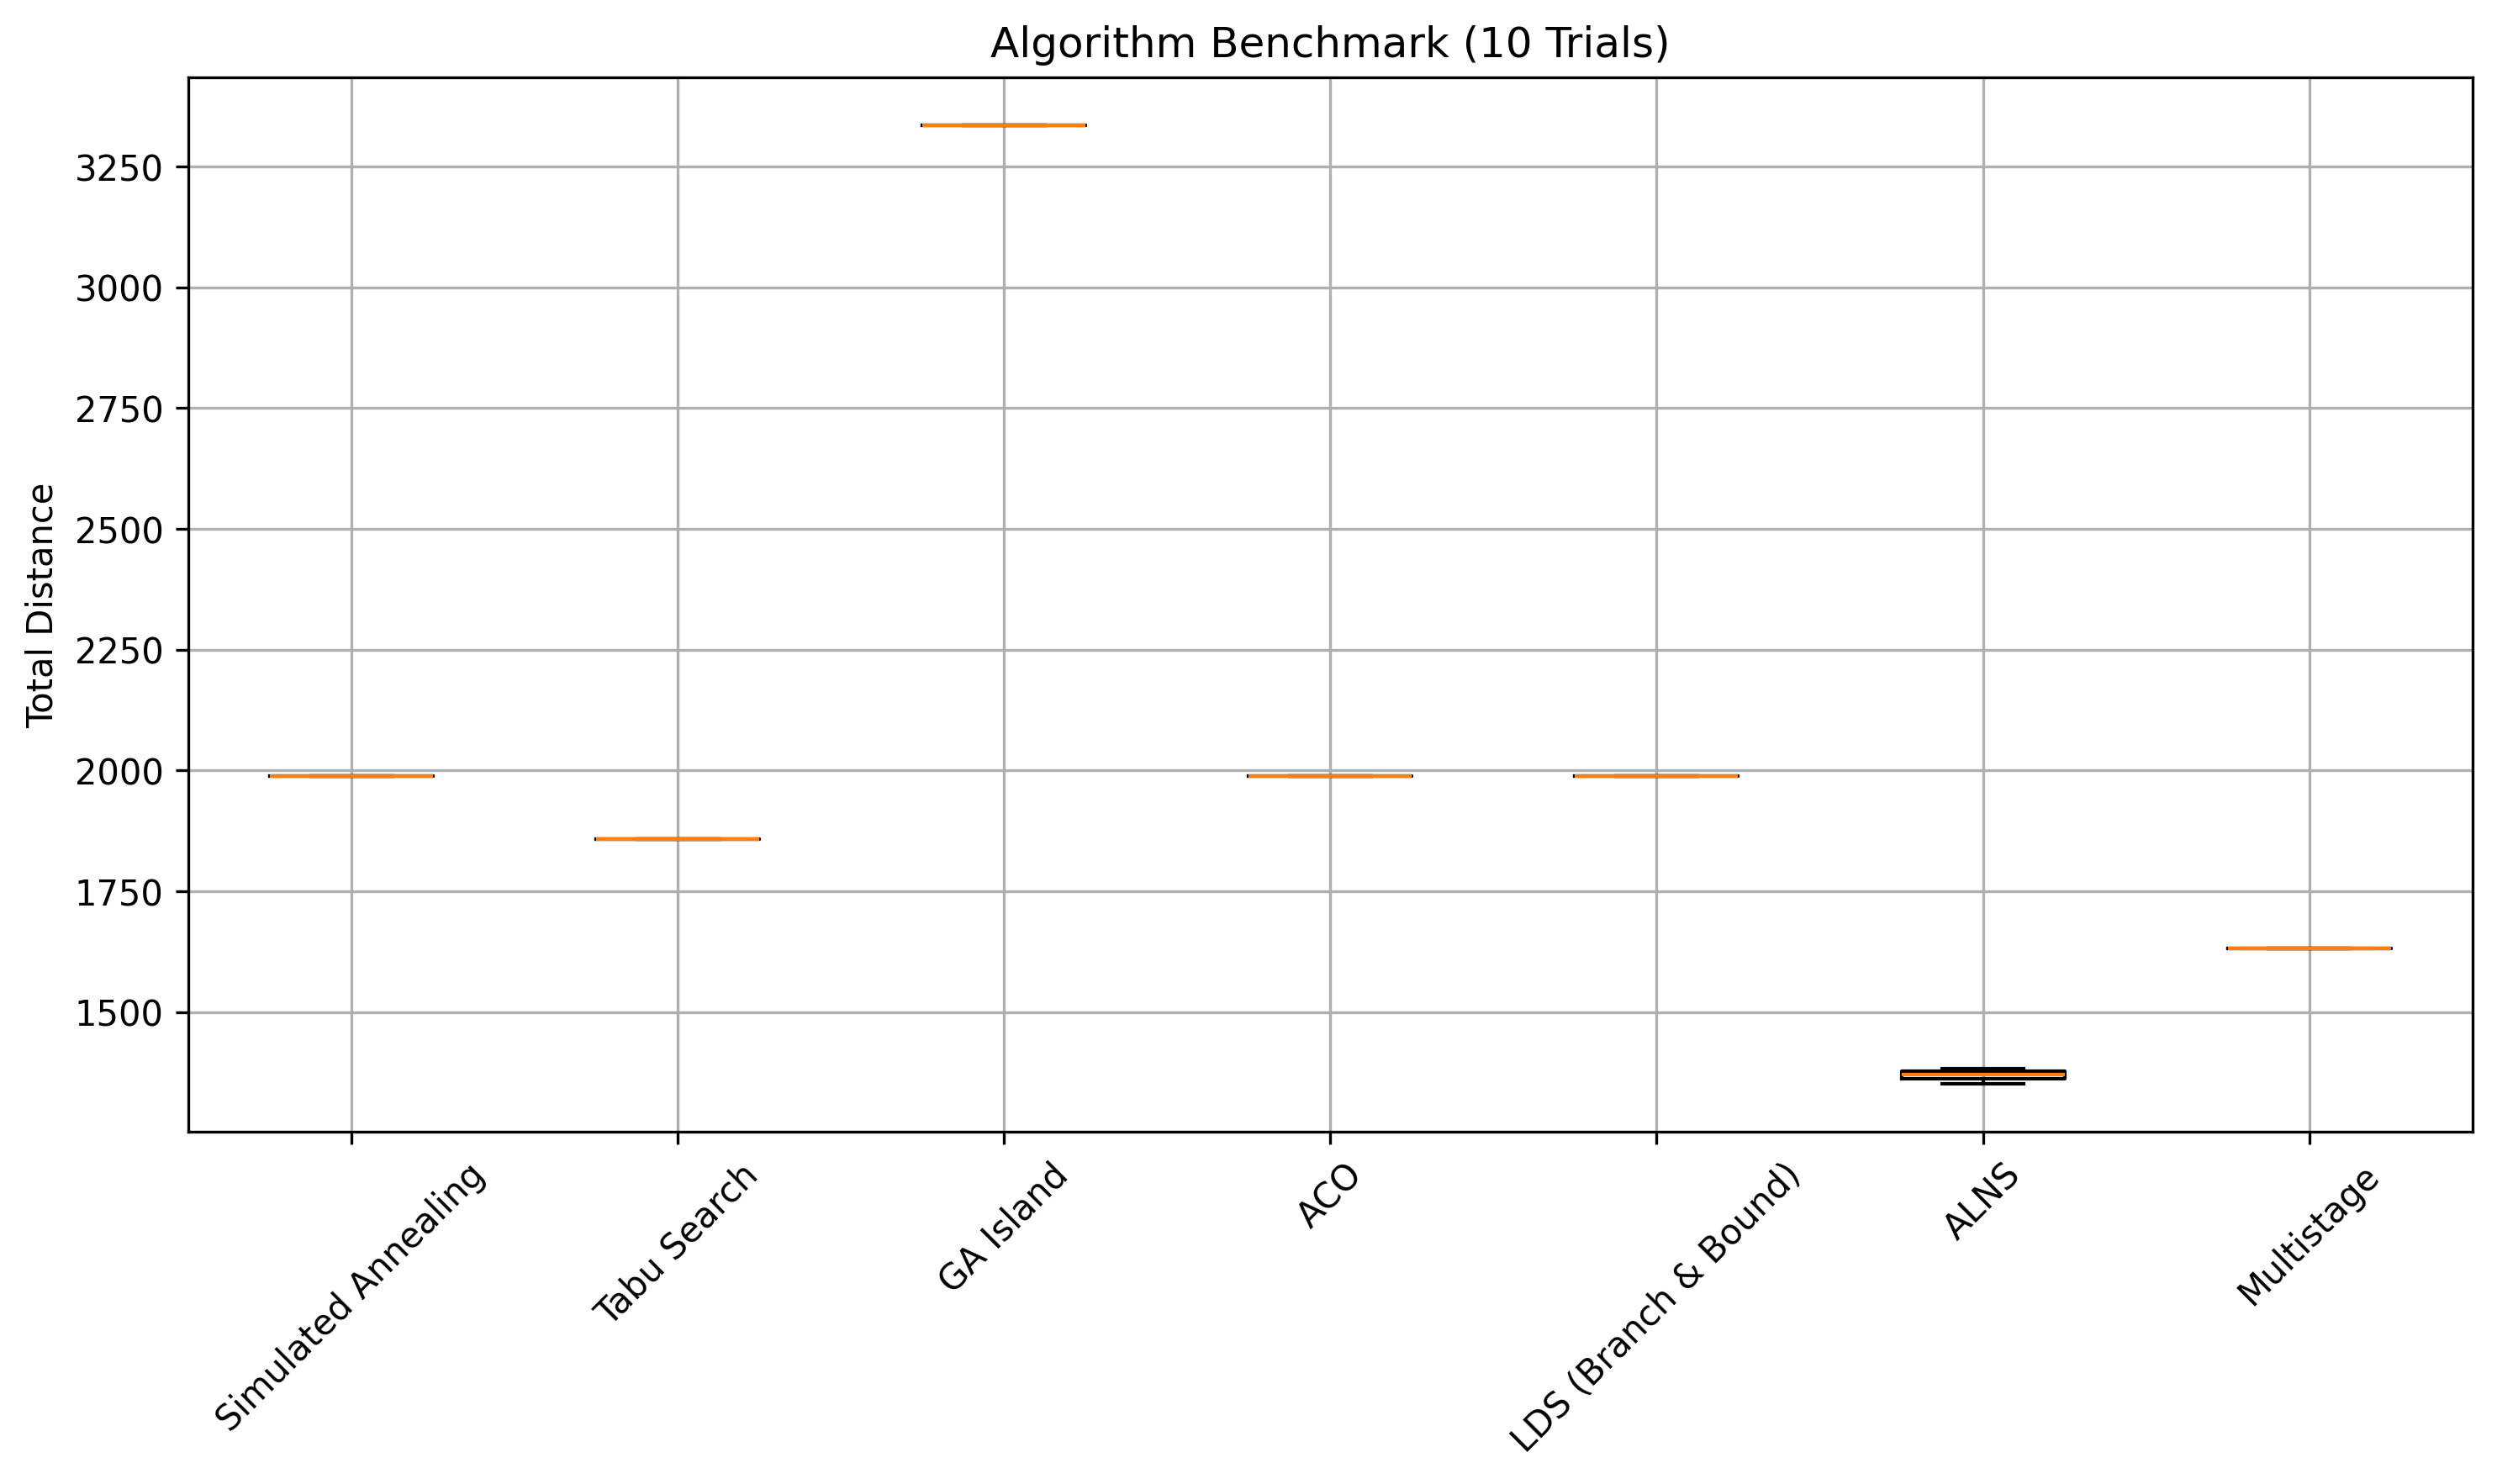 Algorithm Benchmark (10 Trials)
Total Distance
3250
3000
2750
2500
2250
2000
1750
1500
Simulated Annealing
Tabu Search
GA Island
ACO
LDS (Branch & Bound)
ALNS
Multistage